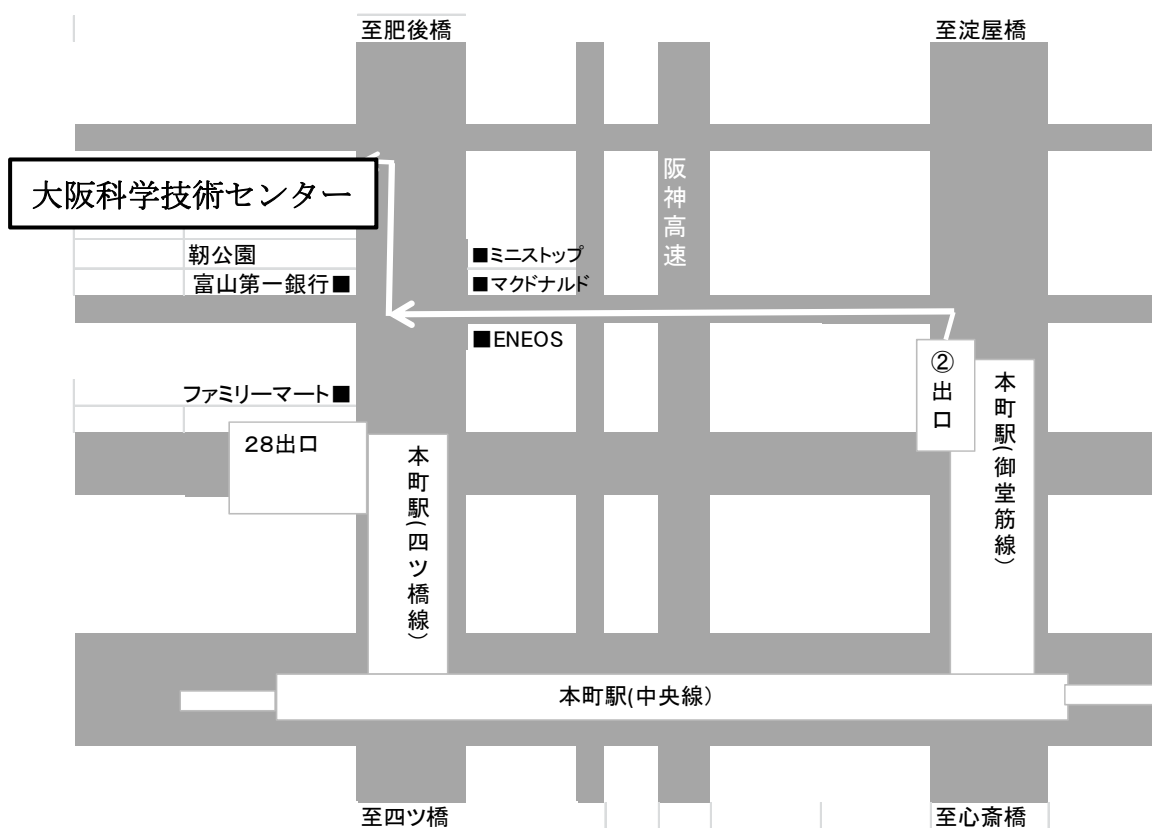 至肥後橋
至淀屋橋
阪神高速
大阪科学技術センター
靭公園
■ミニストップ
富山第一銀行■
■マクドナルド
■ENEOS
②出口
ファミリーマート■
本町駅(御堂筋線)
28出口
本町駅(四ツ橋線)
本町駅(中央線)
至四ツ橋
至心斎橋